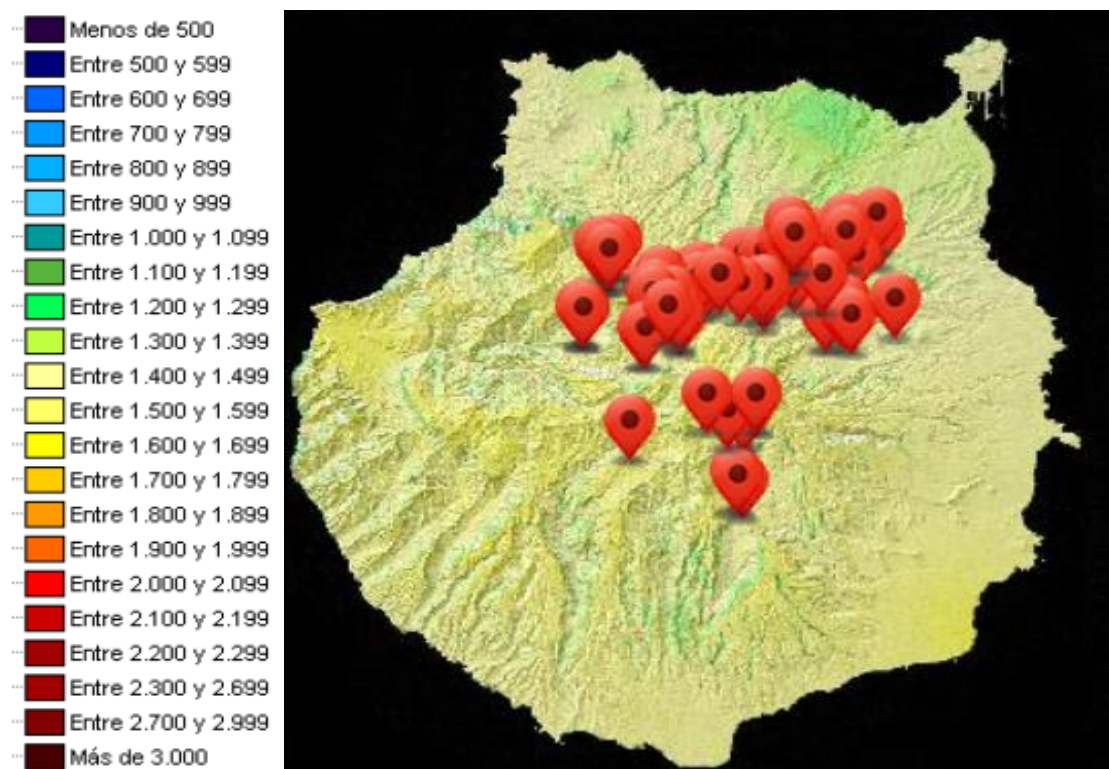 Menos de 500
Entre 500 y 599
Entre 600 y 699
Entre 700 y 799
Entre 800 y 899
Entre 900 y 999
Entre 1.000 y 1.099
Entre 1.100 y 1.199
Entre 1.200 y 1.299
Entre 1.300 y 1.399
Entre 1.400 y 1.499
Entre 1.500 y 1.599
Entre 1.600 y 1.699
Entre 1.700 y 1.799
Entre 1.800 y 1.899
Entre 1.900 y 1.999
Entre 2.000 y 2.099
Entre 2.100 y 2.199
Entre 2.200 y 2.299
Entre 2.300 y 2.699
Entre 2.700 y 2.999
Más de 3.000